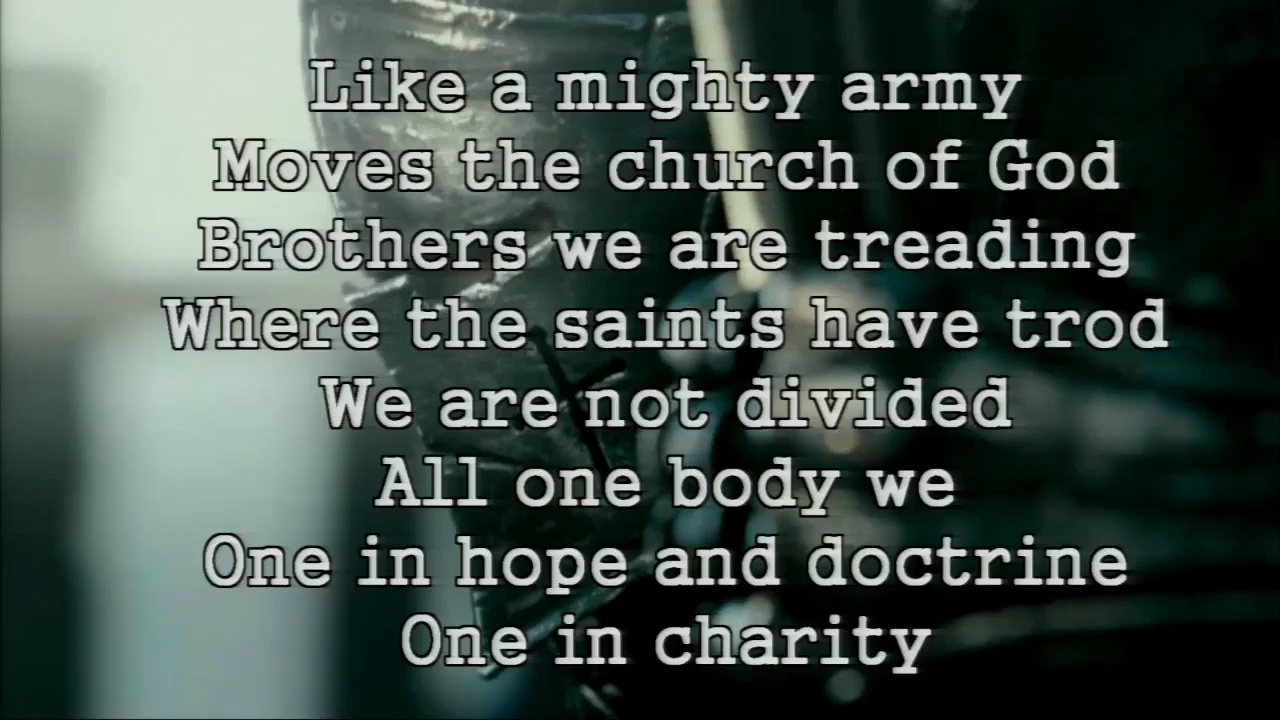 Like a mighty army
Moves the church of God
Brothers we are treading
Where the saints have trod
We are not divided
All one body we
One in hope and doctrine
One in charity